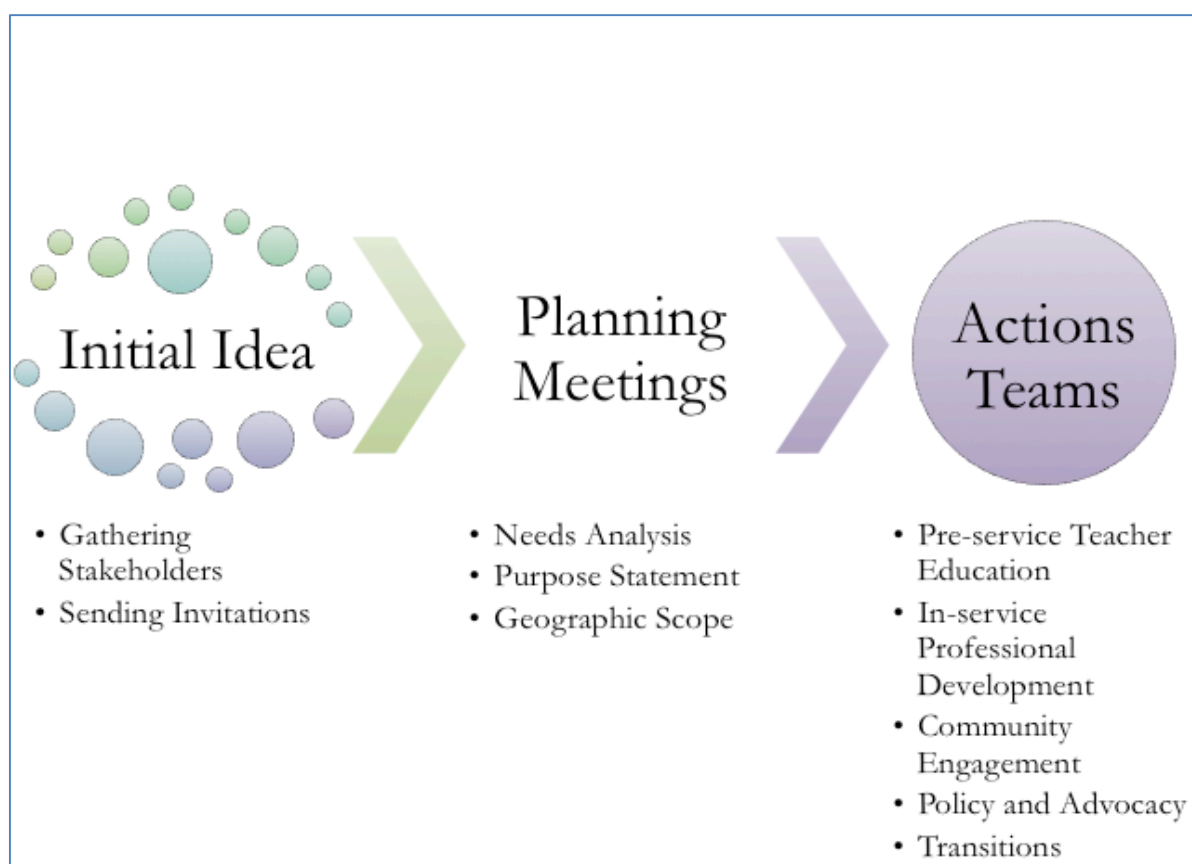 Initial Idea
Planning
Meetings
Actions
Teams
• Gathering
Stakeholders
• Sending Invitations
• Needs Analysis
• Purpose Statement
• Geographic Scope
• Pre-service Teacher
Education
• In-service
Professional
Development
• Community
Engagement
• Policy and Advocacy
• Transitions